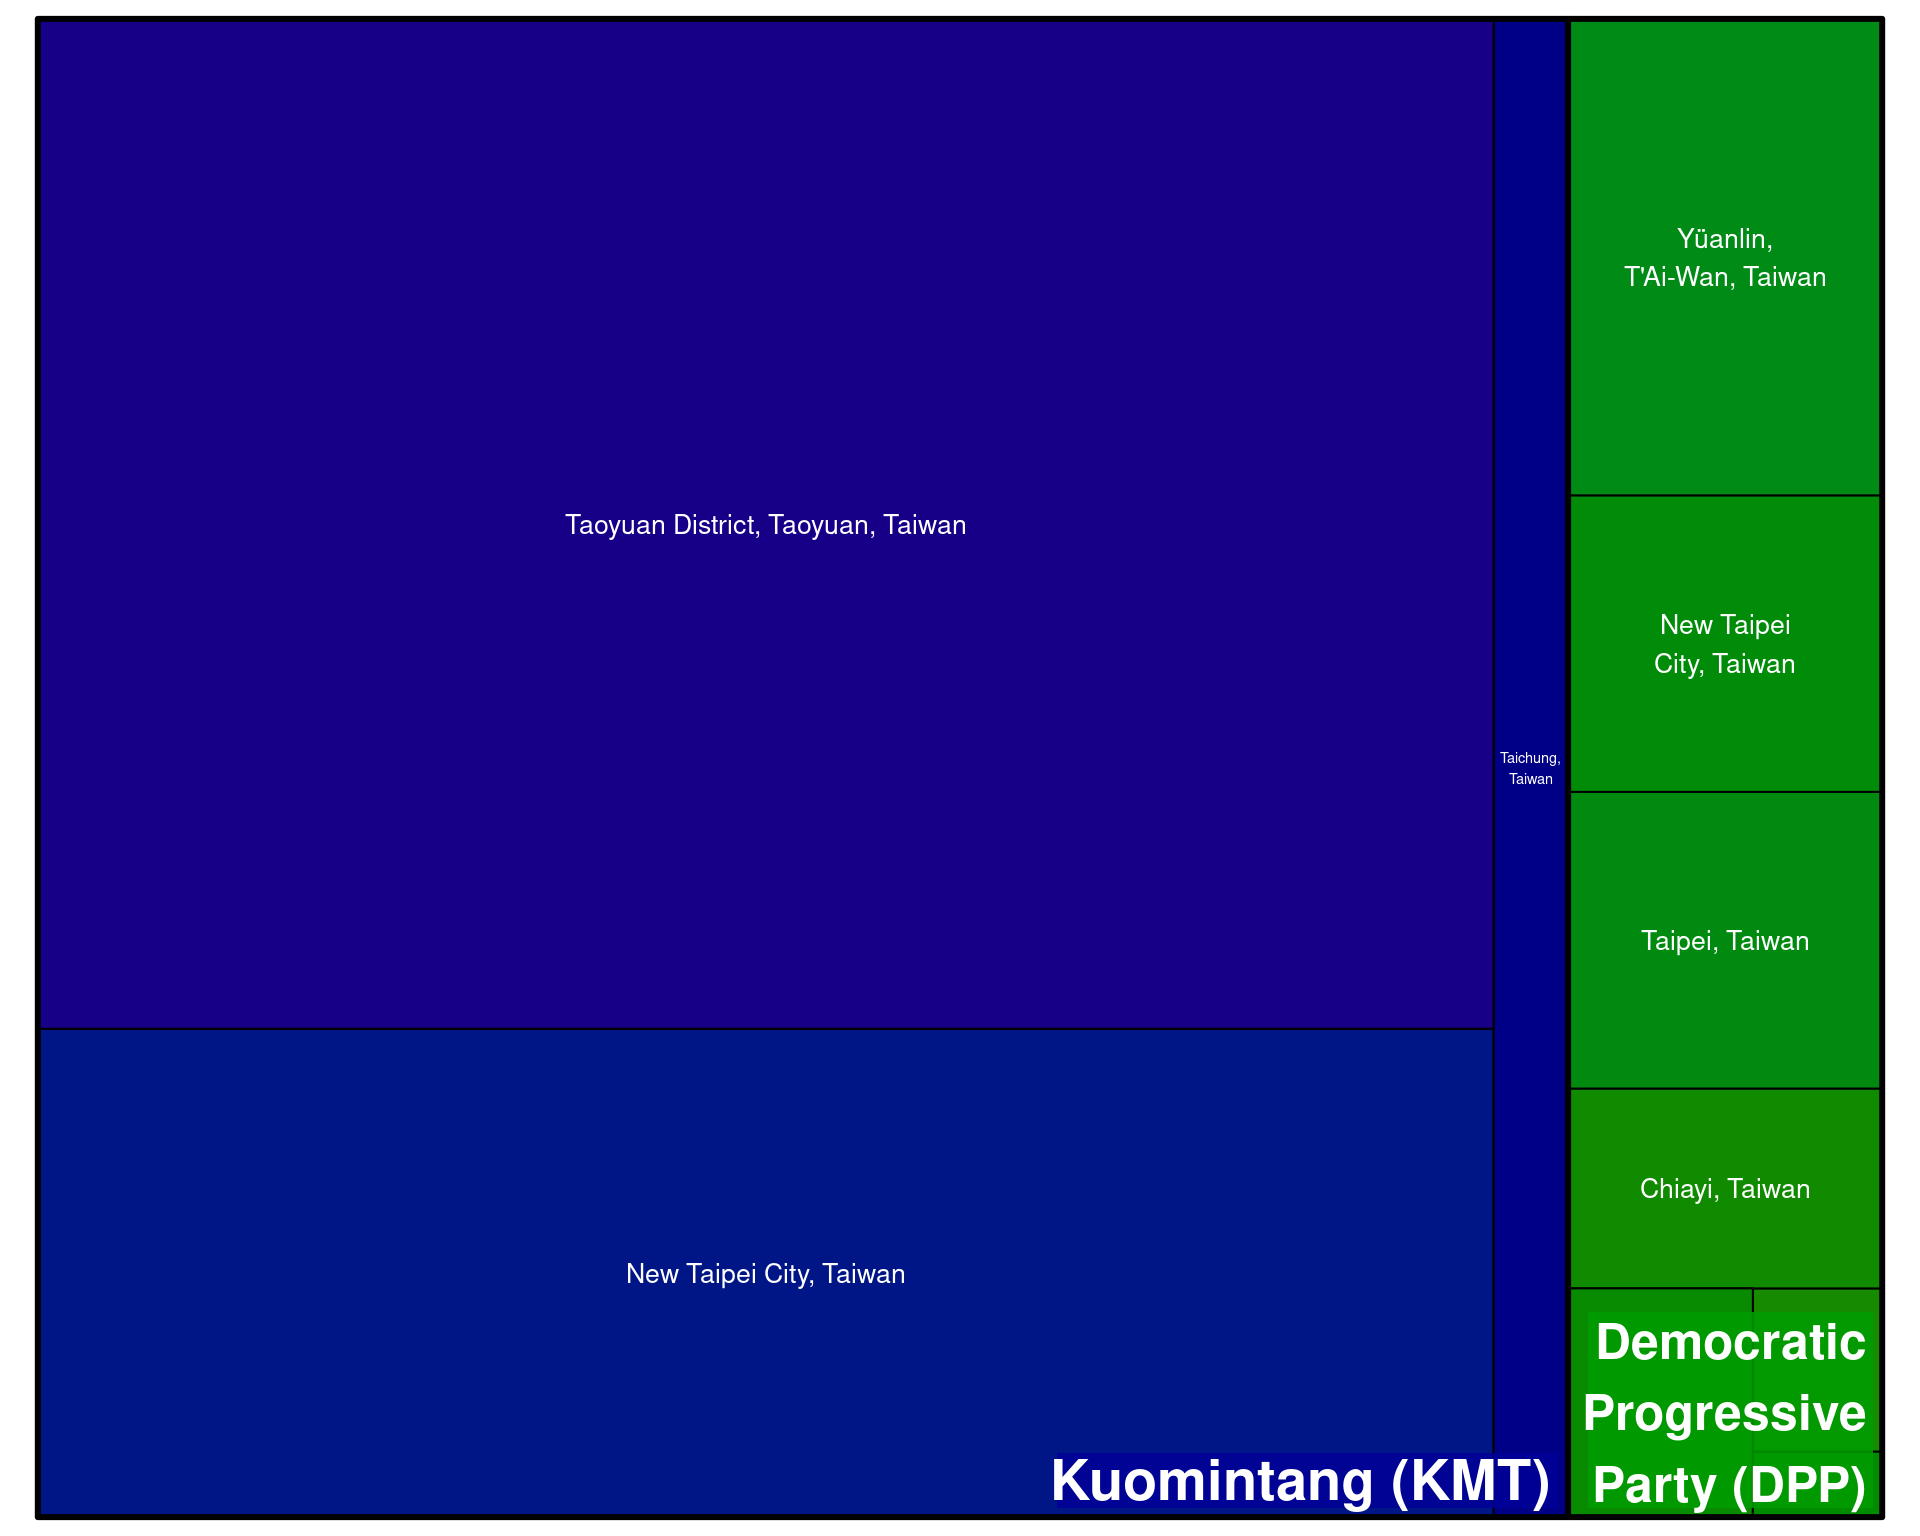 Taoyuan District, Taoyuan, Taiwan
New Taipei City, Taiwan
Taichung,
Taiwan
Kuomintang (KMT)
Yüanlin,
T'Ai-Wan, Taiwan
New Taipei
City, Taiwan
Taipei, Taiwan
Chiayi, Taiwan
Democratic
Progressive
Party (DPP)